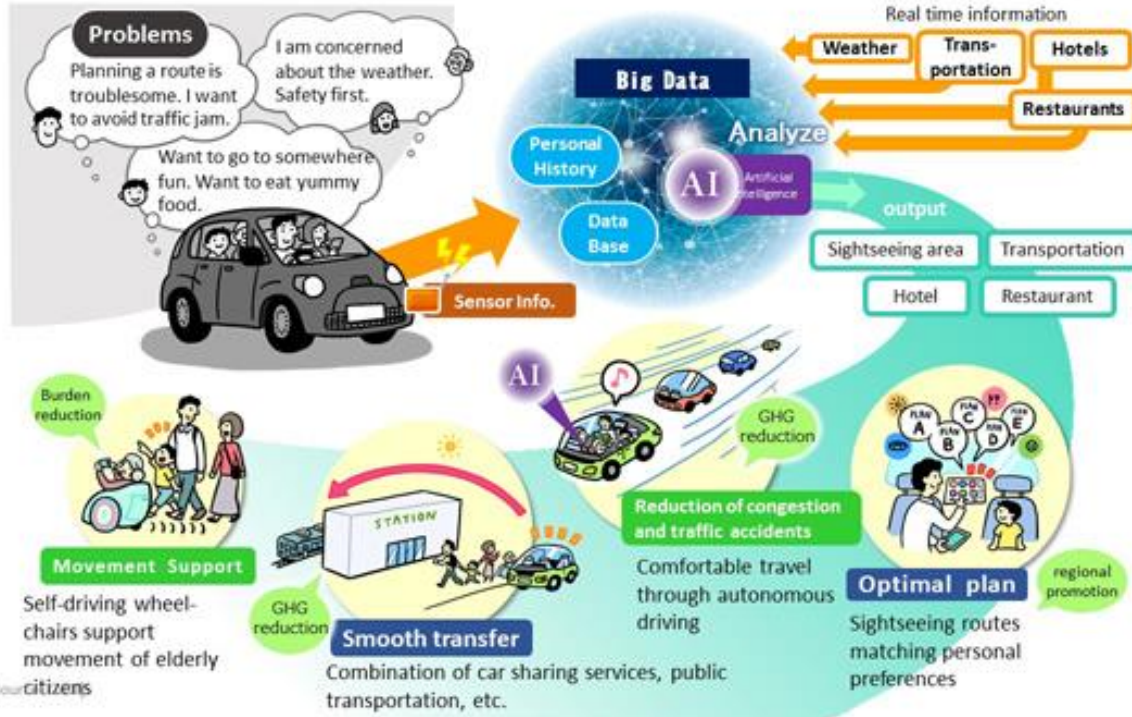 Problems
Planning a route is
troublesome. I want
to avoid traffic jam.
I am concerned
about the weather.
Safety first.
Want to go to somewhere
fun. Want to eat yummy
food.
Sensor Info.
Big Data
Personal
History
Data
Base
Analyze
AI
Artificial
Intelligence
Real time information
Weather
Trans-
portation
Hotels
Restaurants
output
Sightseeing area
Transportation
Hotel
Restaurant
PLAN
A
PLAN
B
PLAN
C
PLAN
D
PLAN
E
Optimal plan
regional
promotion
Sightseeing routes
matching personal
preferences
AI
GHG
reduction
Reduction of congestion
and traffic accidents
Comfortable travel
through autonomous
driving
STATION
GHG
reduction
Smooth transfer
Combination of car sharing services, public
transportation, etc.
Burden
reduction
Movement Support
Self-driving wheel-
chairs support
movement of elderly
citizens